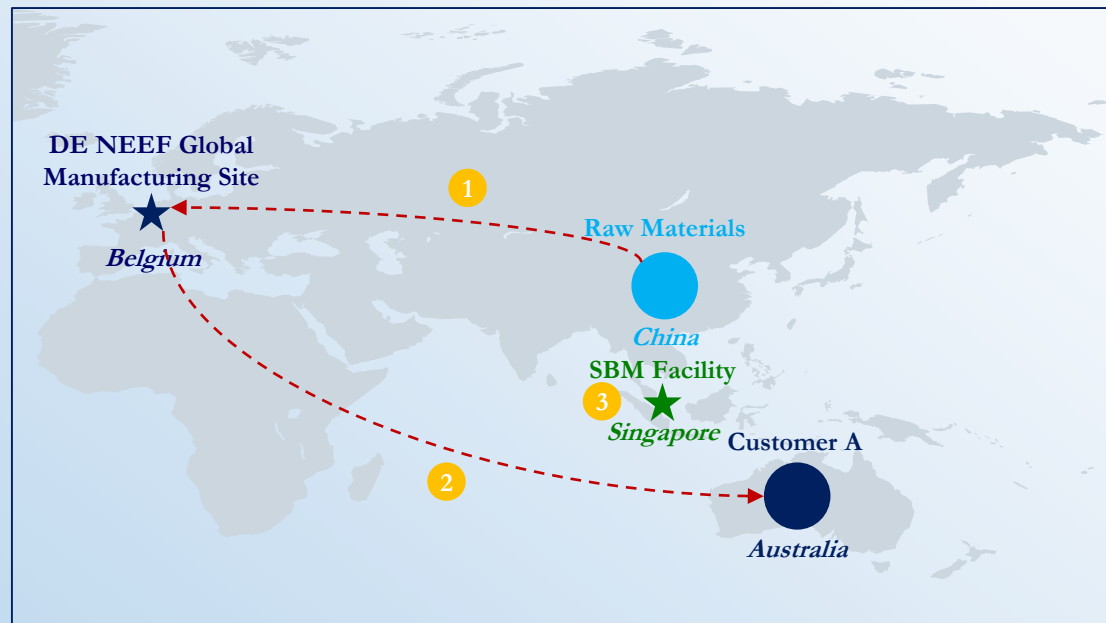 DE NEEF Global
Manufacturing Site
Belgium
1
Raw Materials
China
SBM Facility
3
Singapore
Customer A
2
Australia